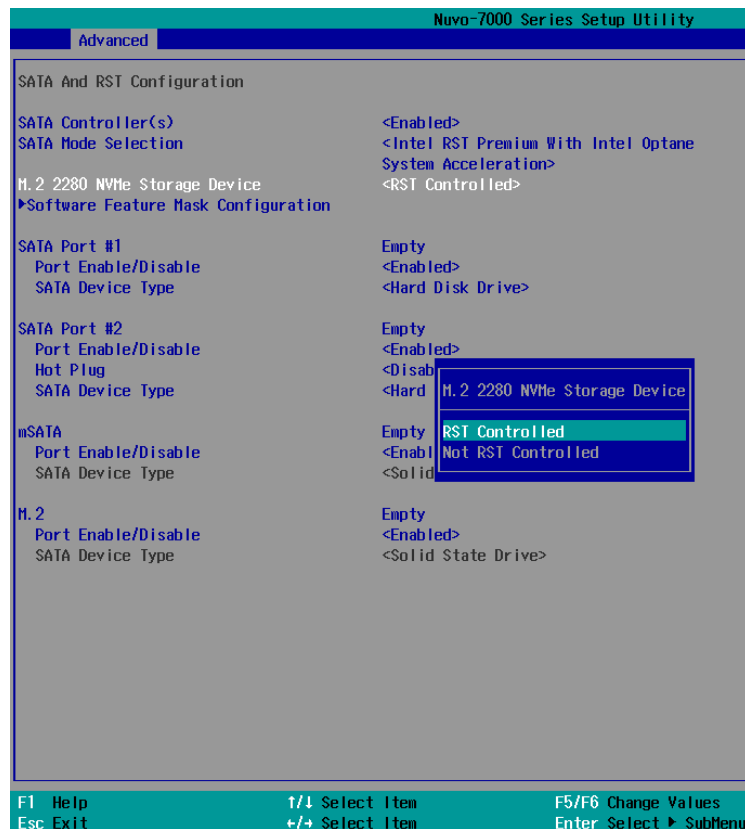 Nuvo-7000 Series Setup Utility
Advanced
SATA And RST Configuration
SATA Controller(s) <Enabled>
SATA Mode Selection <Intel RST Premium With Intel Optane
System Acceleration>
M.2 2280 NVMe Storage Device <RST Controlled>
▶Software Feature Mask Configuration
SATA Port #1 Empty
Port Enable/Disable <Enabled>
SATA Device Type <Hard Disk Drive>
SATA Port #2 Empty
Port Enable/Disable <Enabled>
Hot Plug <Disab
SATA Device Type <Hard
mSATA Empty
Port Enable/Disable <Enabl
SATA Device Type <Solid
M.2 2280 NVMe Storage Device
RST Controlled
Not RST Controlled
M.2 Empty
Port Enable/Disable <Enabled>
SATA Device Type <Solid State Drive>
F1 Help ↑/↓ Select Item F5/F6 Change Values
Esc Exit ←/→ Select Item Enter Select ▶ SubMenu